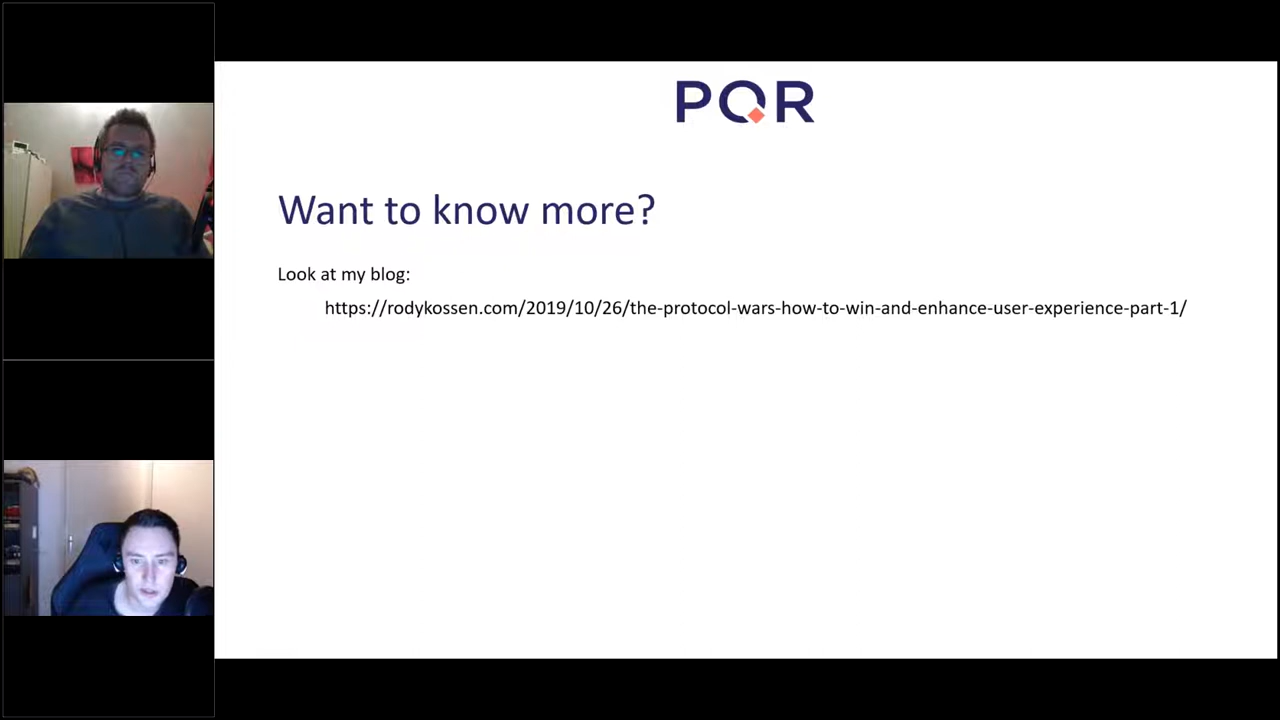 PQR
Want to know more?
Look at my blog:
https://rodykossen.com/2019/10/26/the-protocol-wars-how-to-win-and-enhance-user-experience-part-1/